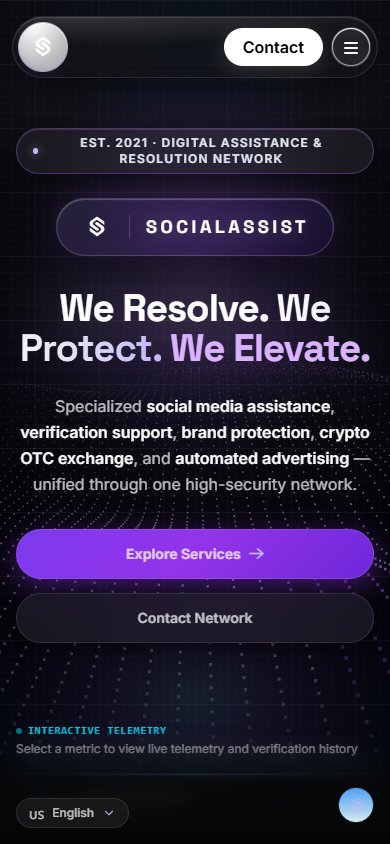 Contact
EST. 2021 · DIGITAL ASSISTANCE &
RESOLUTION NETWORK
SOCIALASSIST
We Resolve. We
Protect. We Elevate.
Specialized social media assistance,
verification support, brand protection, crypto
OTC exchange, and automated advertising —
unified through one high-security network.
Explore Services →
Contact Network
INTERACTIVE TELEMETRY
Select a metric to view live telemetry and verification history
US English